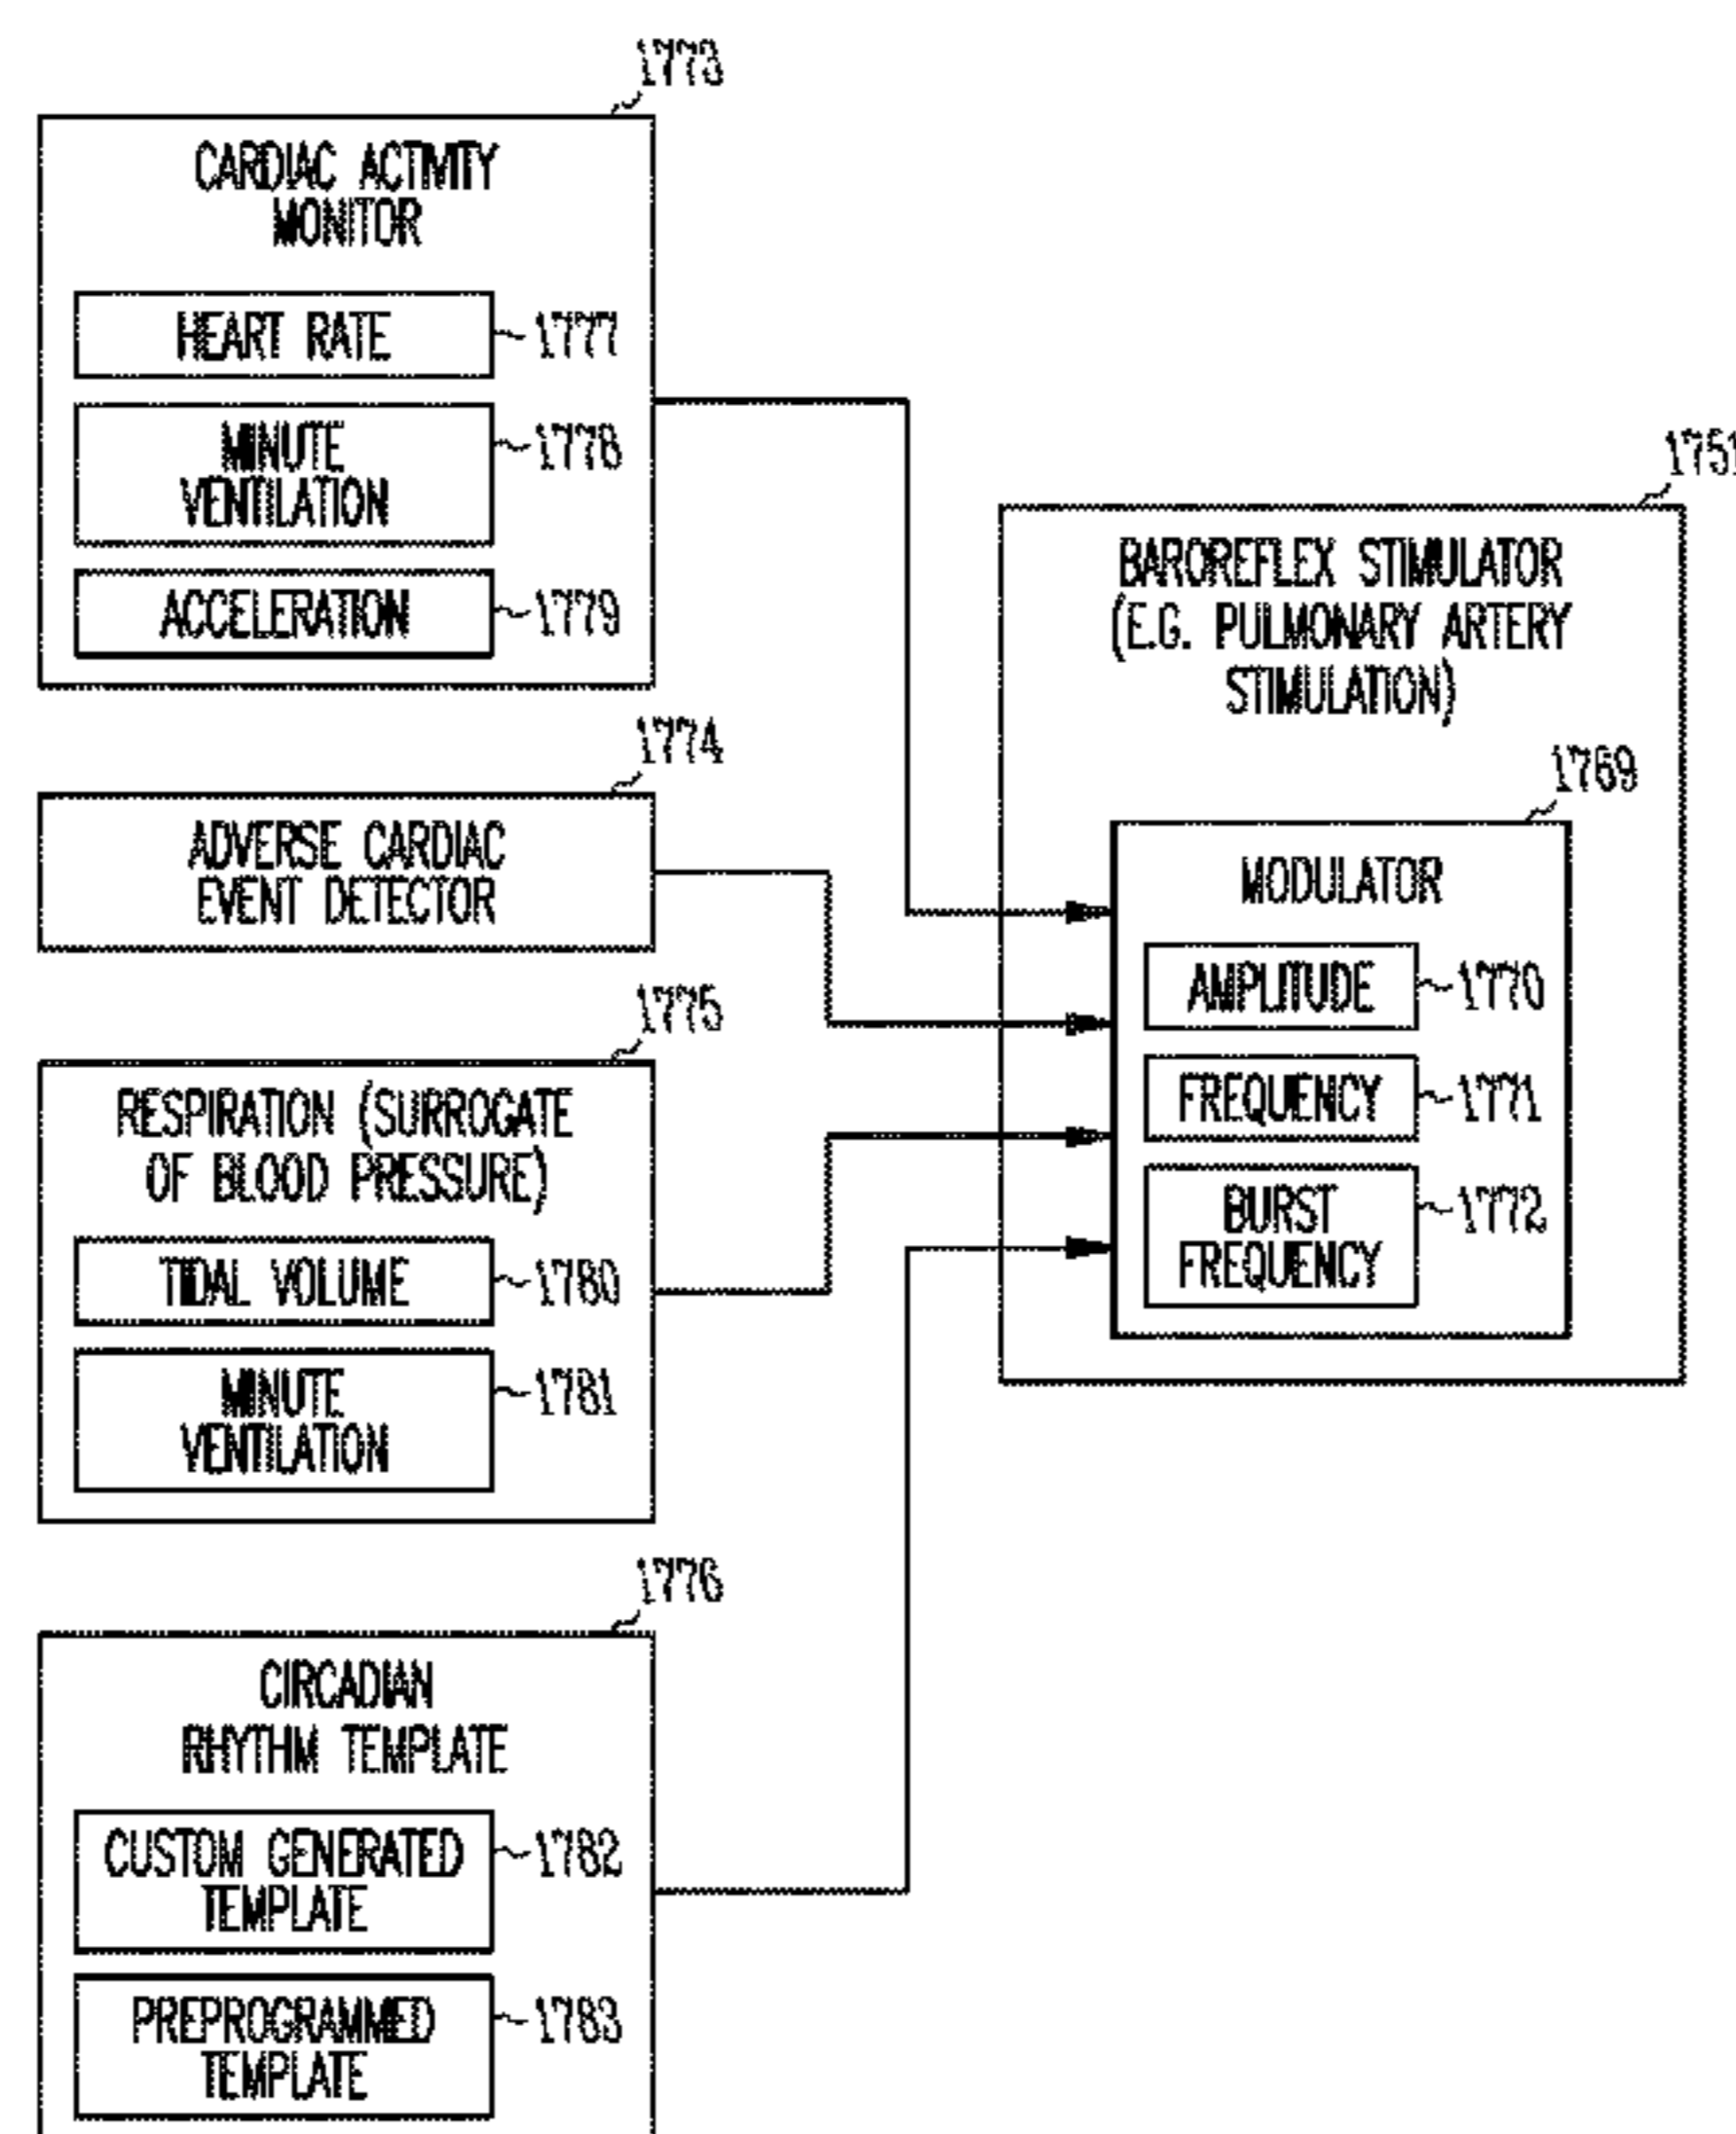 1773
CARDIAC ACTIVITY
MONITOR
HEART RATE
1777
MINUTE
VENTILATION
1778
ACCELERATION
1779
1774
ADVERSE CARDIAC
EVENT DETECTOR
1775
RESPIRATION (SURROGATE
OF BLOOD PRESSURE)
TIDAL VOLUME
1780
MINUTE
VENTILATION
1781
1776
CIRCADIAN
RHYTHM TEMPLATE
CUSTOM GENERATED
TEMPLATE
1782
PREPROGRAMMED
TEMPLATE
1783
1751
BAROREFLEX STIMULATOR
(E.G. PULMONARY ARTERY
STIMULATION)
1769
MODULATOR
AMPLITUDE
1770
FREQUENCY
1771
BURST
FREQUENCY
1772